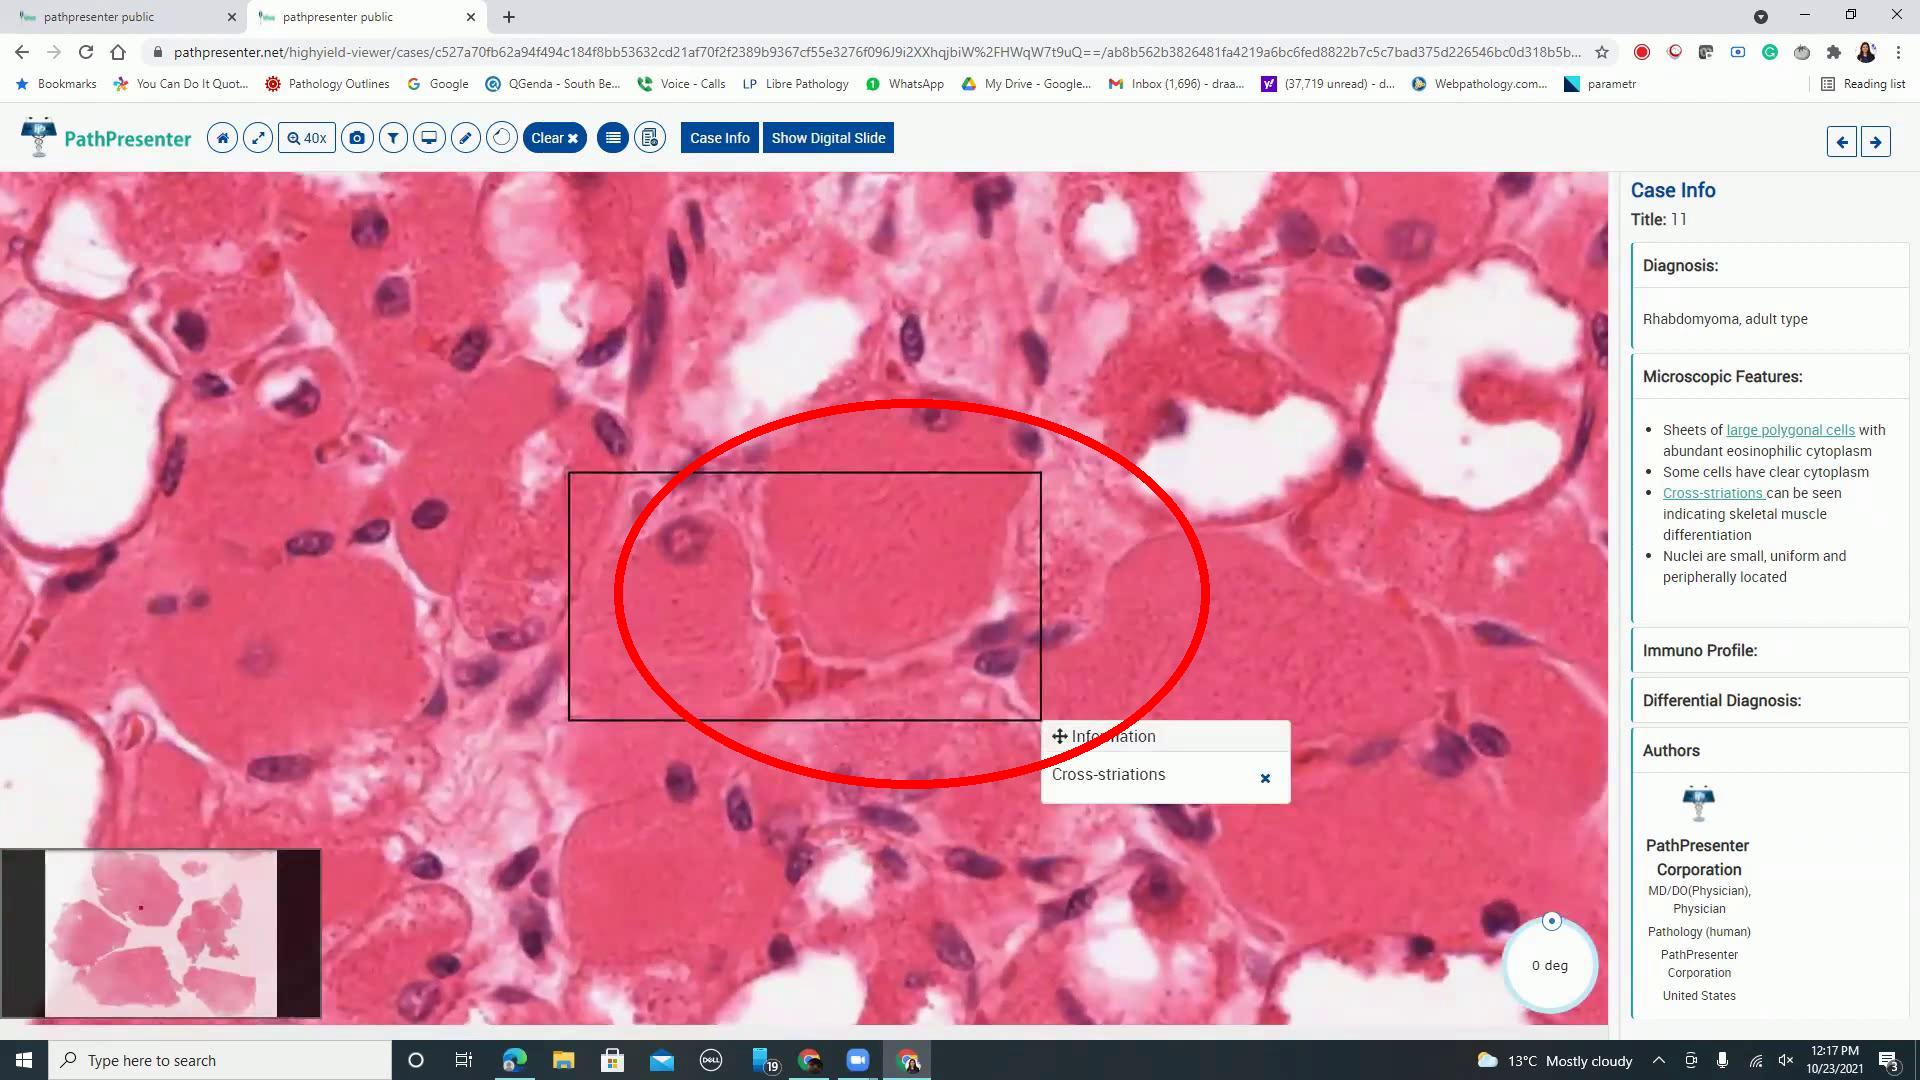 pathpresenter public
pathpresenter public
pathpresenter.net/highyield-viewer/cases/c527a70fb62a94f494c184f8bb53632cd21af70f2f2389b9367cf55e3276f096J9i2XXhqjbiW%2FHWqW7t9uQ==/ab8b562b3826481fa4219a6bc6fed8822b7c5c7bad375d226546bc0d318b5b...
Bookmarks You Can Do It Quot... Pathology Outlines Google QGenda - South Be... Voice - Calls LP Libre Pathology WhatsApp My Drive - Google... Inbox (1,696) - draa... (37,719 unread) - d... Webpathology.com... parametr Reading list
PathPresenter 40x Clear Case Info Show Digital Slide
Case Info
Title: 11
Diagnosis:
Rhabdomyoma, adult type
Microscopic Features:
Sheets of large polygonal cells with
abundant eosinophilic cytoplasm
Some cells have clear cytoplasm
Cross-striations can be seen
indicating skeletal muscle
differentiation
Nuclei are small, uniform and
peripherally located
Immuno Profile:
Differential Diagnosis:
Authors
PathPresenter
Corporation
MD/DO(Physician),
Physician
Pathology (human)
PathPresenter
Corporation
United States
Information
Cross-striations
0 deg
Type here to search
DELL
19
13°C Mostly cloudy
12:17 PM
10/23/2021
3